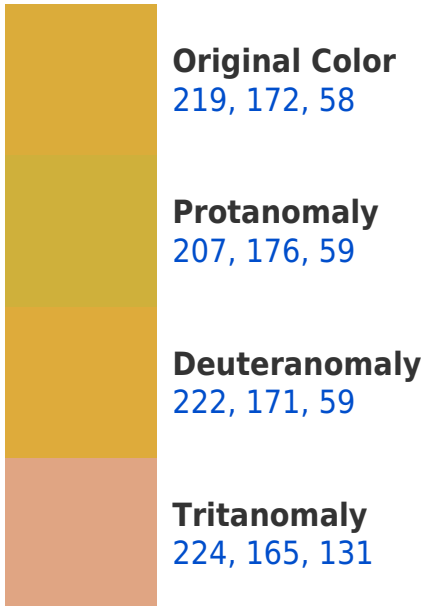 Original Color
219, 172, 58
Protanomaly
207, 176, 59
Deuteranomaly
222, 171, 59
Tritanomaly
224, 165, 131